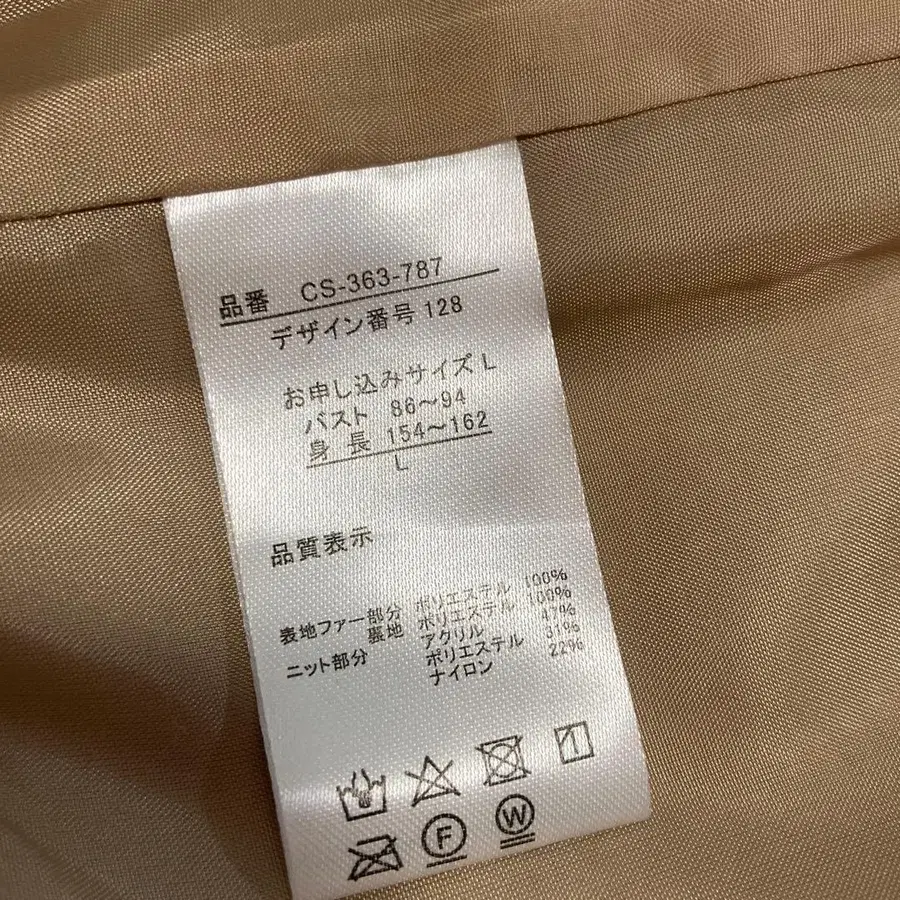 品番 CS-363-787
デザイン番号 128
お申し込みサイズ L
バスト 86～94
身長 154～162
L
品質表示
表地ファー部分 ポリエステル 100%
裏地 ポリエステル 100%
ニット部分 アクリル 47%
ポリエステル 31%
ナイロン 22%
F W